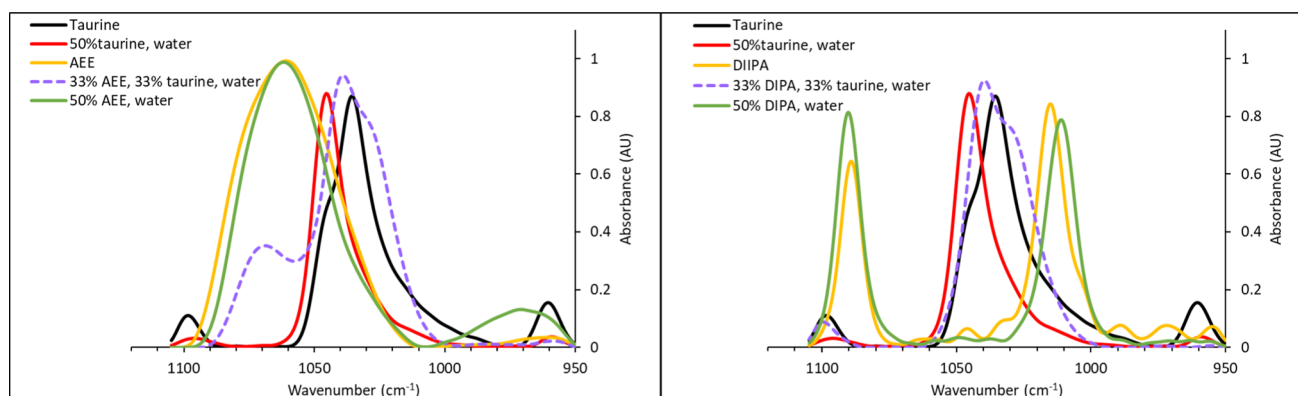 Taurine
50%taurine, water
AEE
33% AEE, 33% taurine, water
50% AEE, water
1
0.8
0.6
0.4
0.2
0
Absorbance (AU)
1100
1050
1000
950
Wavenumber (cm-1)
Taurine
50%taurine, water
DIIPA
33% DIPA, 33% taurine, water
50% DIPA, water
1
0.8
0.6
0.4
0.2
0
Absorbance (AU)
1100
1050
1000
950
Wavenumber (cm-1)